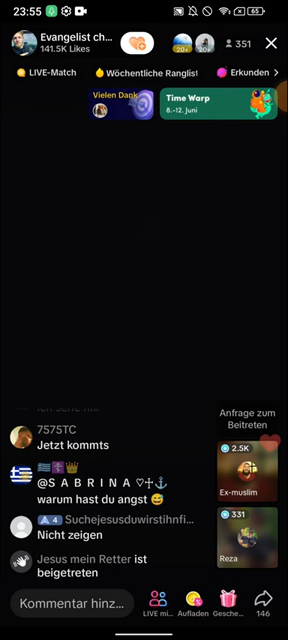 23:55
65
Evangelist ch...
141.5K Likes
20+
20+
351
LIVE-Match
Wöchentliche Ranglist
Erkunden
Vielen Dank
Time Warp
8.–12. Juni
7575TC
Jetzt kommts
@S A B R I N A ♡☩⚓
warum hast du angst 😅
4 Suchejesusduwirstihnfi...
Nicht zeigen
Jesus mein Retter ist
beigetreten
Anfrage zum
Beitreten
2.5K
Ex-muslim
331
Reza
Kommentar hinz...
LIVE mi...
Aufladen
Gesche...
146